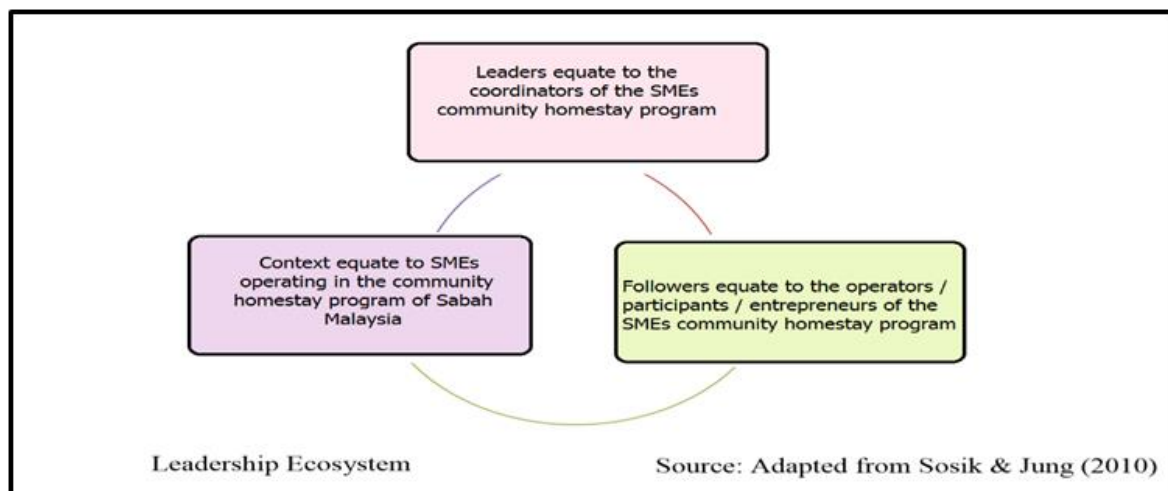 Leaders equate to the
coordinators of the SMEs
community homestay program
Context equate to SMEs
operating in the community
homestay program of Sabah
Malaysia
Followers equate to the operators /
participants / entrepreneurs of the
SMEs community homestay program
Leadership Ecosystem
Source: Adapted from Sosik & Jung (2010)